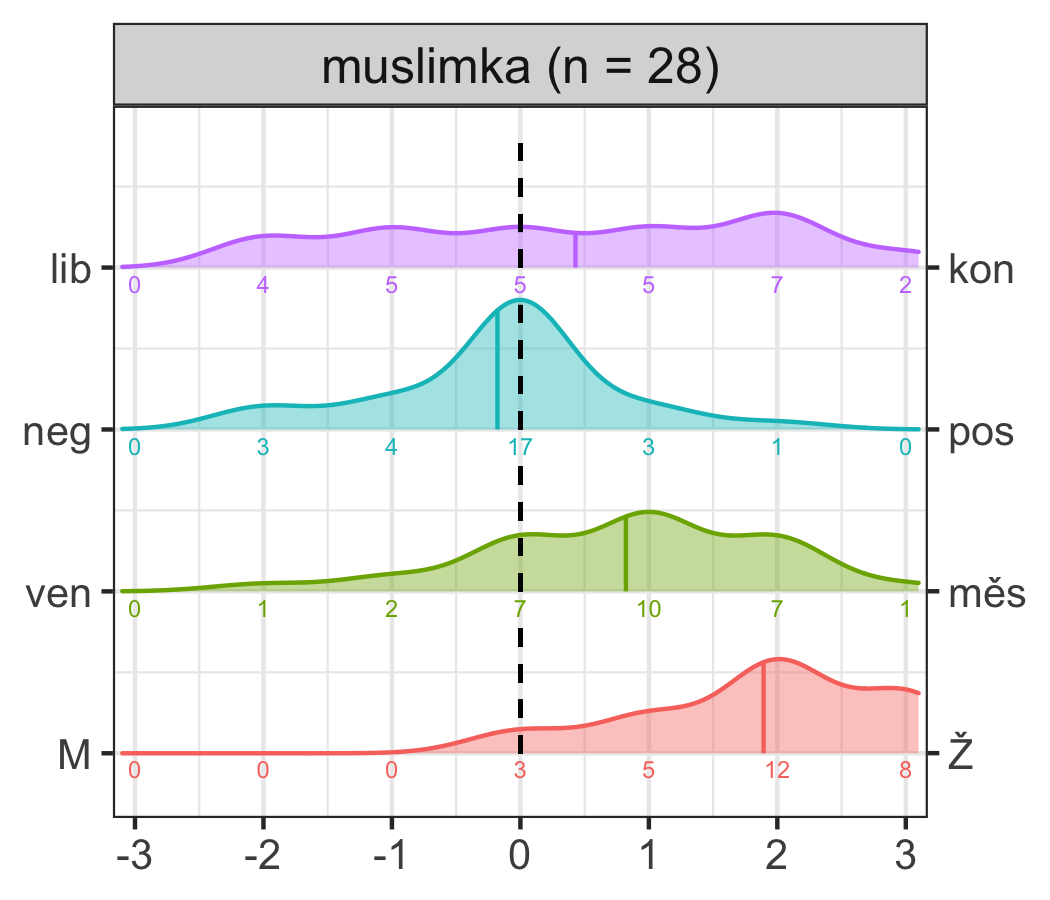 muslimka (n = 28)
lib kon
0 4 5 5 5 7 2
neg pos
0 3 4 17 3 1 0
ven měs
0 1 2 7 10 7 1
M Ž
0 0 0 3 5 12 8
-3 -2 -1 0 1 2 3